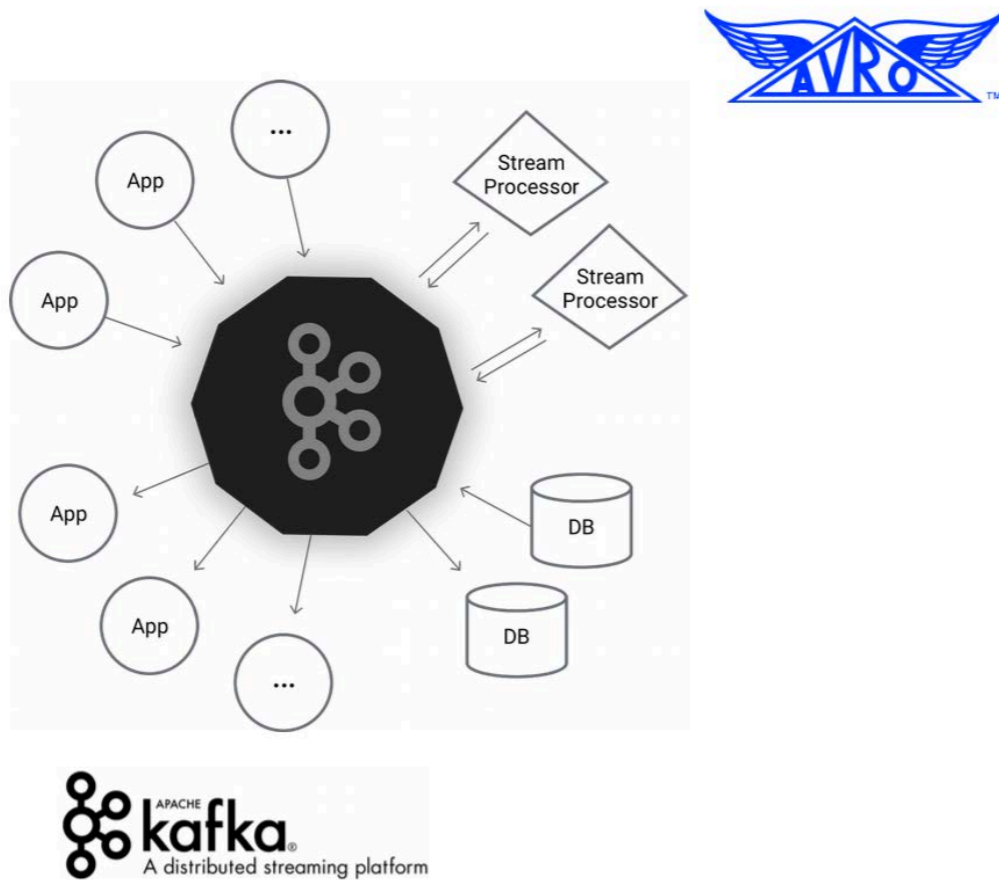 AVRO
TM
...
App
App
Stream
Processor
Stream
Processor
App
DB
App
DB
...
APACHE
kafka®
A distributed streaming platform